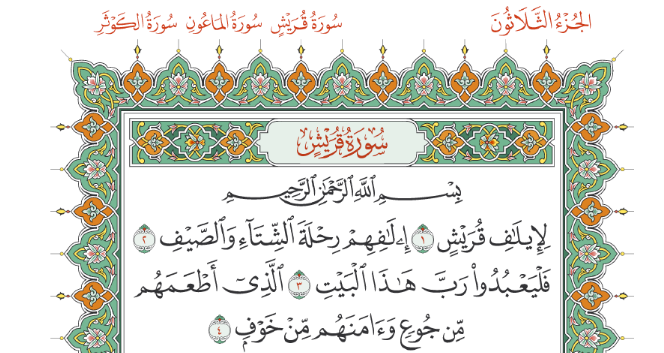 الجُزْءُ الثَّلَاثُونَ
سُورَةُ قُرَيْشٍ سُورَةُ المَاعُونِ سُورَةُ الكَوْثَرِ
سُورَةُ قُرَيْشٍ
بِسْمِ ٱللَّهِ ٱلرَّحْمَٰنِ ٱلرَّحِيمِ
لِإِيلَٰفِ قُرَيْشٍ ١ إِۦلَٰفِهِمْ رِحْلَةَ ٱلشِّتَآءِ وَٱلصَّيْفِ ٢
فَلْيَعْبُدُوا۟ رَبَّ هَٰذَا ٱلْبَيْتِ ٣ ٱلَّذِىٓ أَطْعَمَهُم
مِّن جُوعٍ وَءَامَنَهُم مِّنْ خَوْفٍۭ ٤